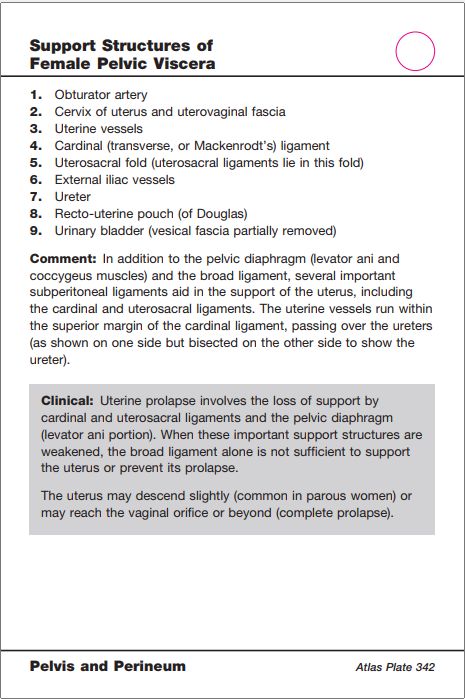 Support Structures of
Female Pelvic Viscera
1. Obturator artery
2. Cervix of uterus and uterovaginal fascia
3. Uterine vessels
4. Cardinal (transverse, or Mackenrodt's) ligament
5. Uterosacral fold (uterosacral ligaments lie in this fold)
6. External iliac vessels
7. Ureter
8. Recto-uterine pouch (of Douglas)
9. Urinary bladder (vesical fascia partially removed)
Comment: In addition to the pelvic diaphragm (levator ani and
coccygeus muscles) and the broad ligament, several important
subperitoneal ligaments aid in the support of the uterus, including
the cardinal and uterosacral ligaments. The uterine vessels run within
the superior margin of the cardinal ligament, passing over the ureters
(as shown on one side but bisected on the other side to show the
ureter).
Clinical: Uterine prolapse involves the loss of support by
cardinal and uterosacral ligaments and the pelvic diaphragm
(levator ani portion). When these important support structures are
weakened, the broad ligament alone is not sufficient to support
the uterus or prevent its prolapse.
The uterus may descend slightly (common in parous women) or
may reach the vaginal orifice or beyond (complete prolapse).
Pelvis and Perineum
Atlas Plate 342